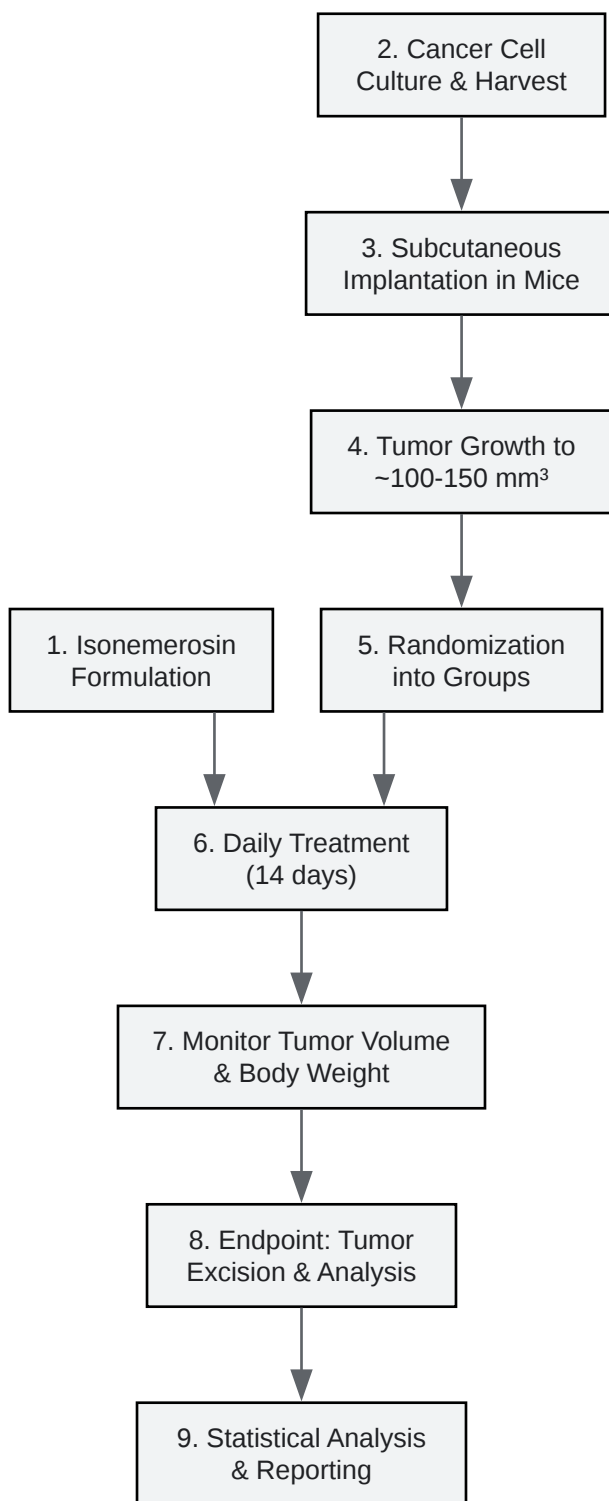 2. Cancer Cell
Culture & Harvest
3. Subcutaneous
Implantation in Mice
4. Tumor Growth to
~100-150 mm³
1. Isonemerosin
Formulation
5. Randomization
into Groups
6. Daily Treatment
(14 days)
7. Monitor Tumor Volume
& Body Weight
8. Endpoint: Tumor
Excision & Analysis
9. Statistical Analysis
& Reporting